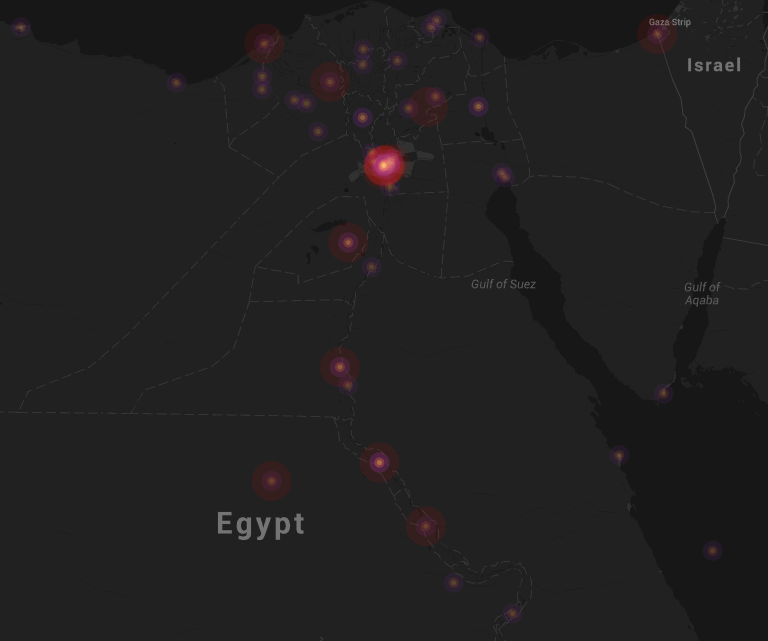 Gaza Strip
Israel
Gulf of Suez
Gulf of
Aqaba
Egypt